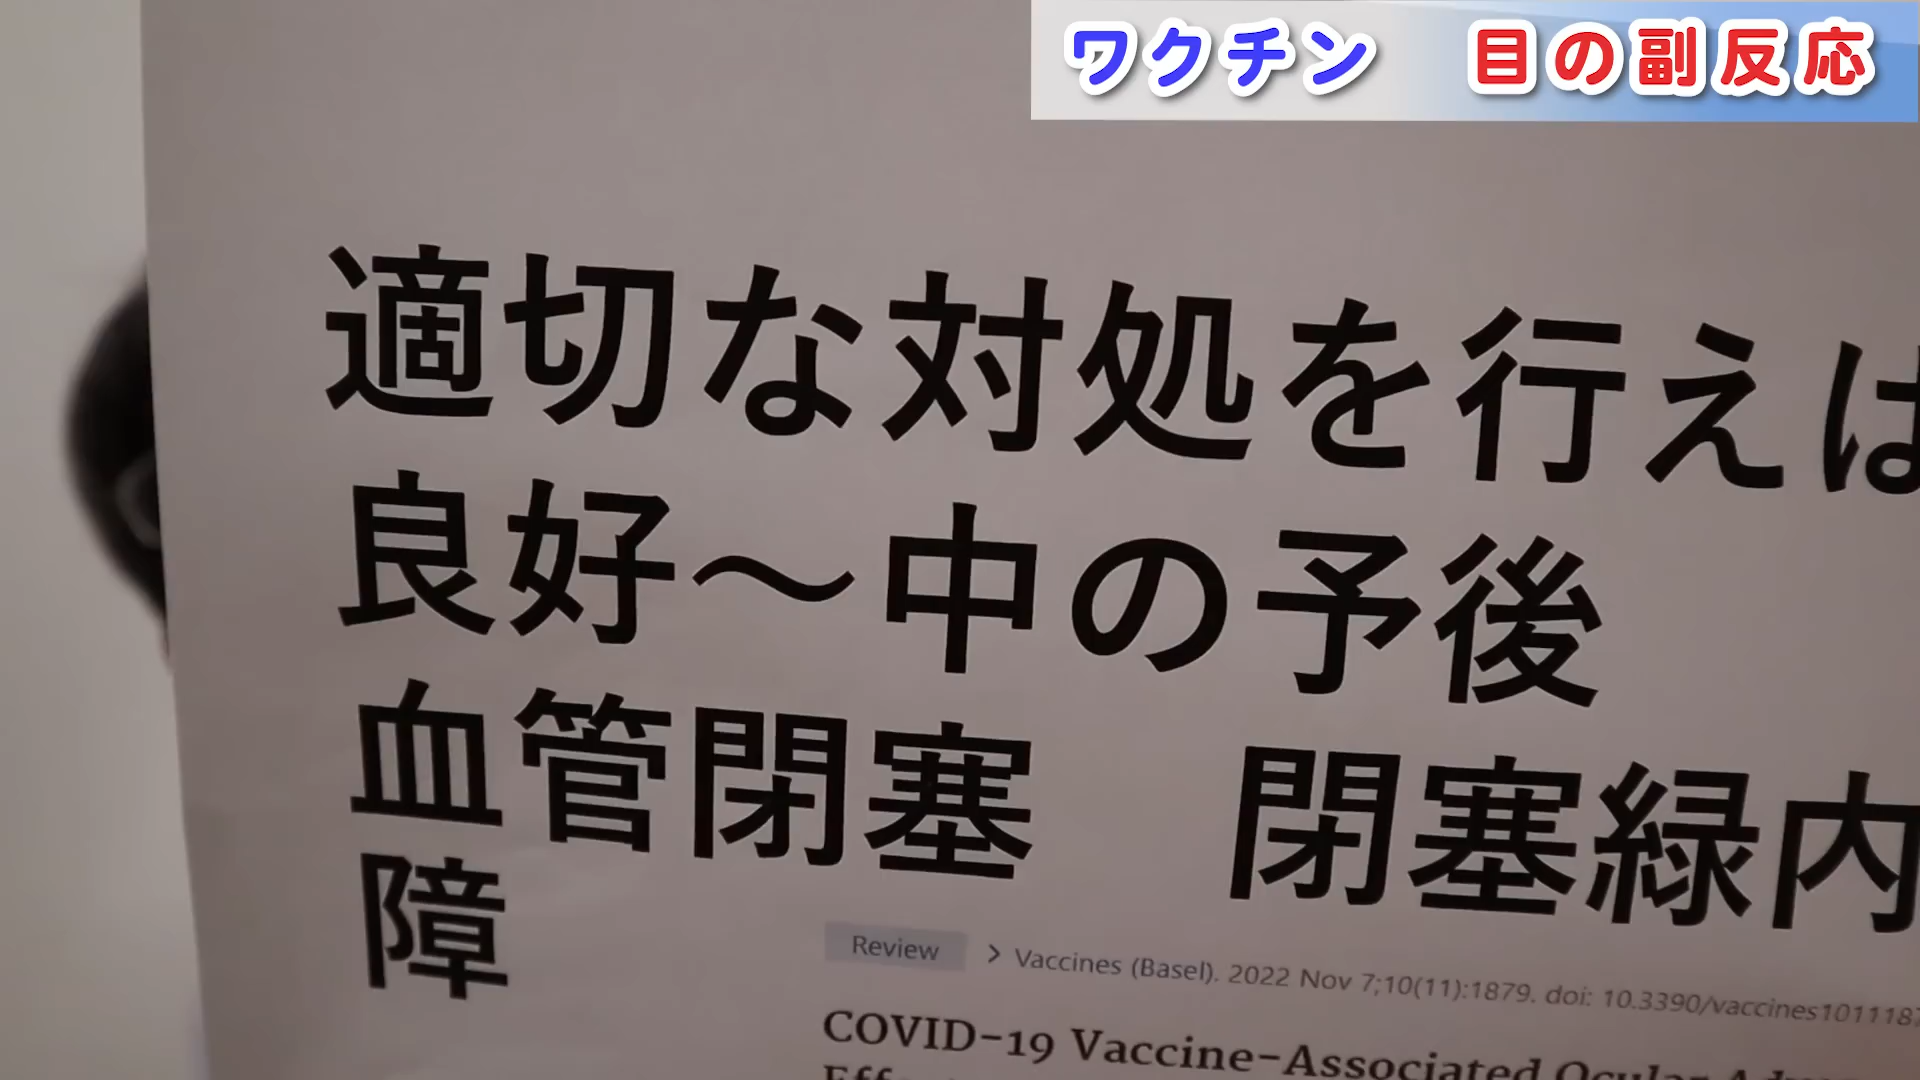 ワクチン 目の副反応
適切な対処を行えば
良好～中の予後
血管閉塞 閉塞緑内
障
Review > Vaccines (Basel). 2022 Nov 7;10(11):1879. doi: 10.3390/vaccines1011187
COVID-19 Vaccine-Associated Ocular